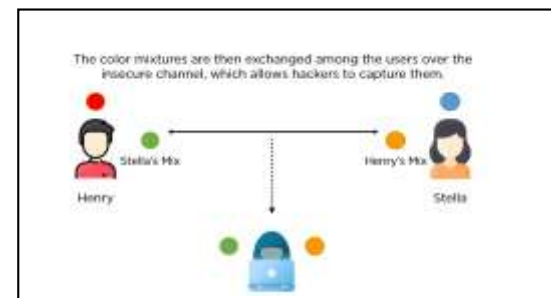 The color mixtures are then exchanged among the users over the
insecure channel, which allows hackers to capture them.
Stella's Mix
Henry's Mix
Henry
Stella